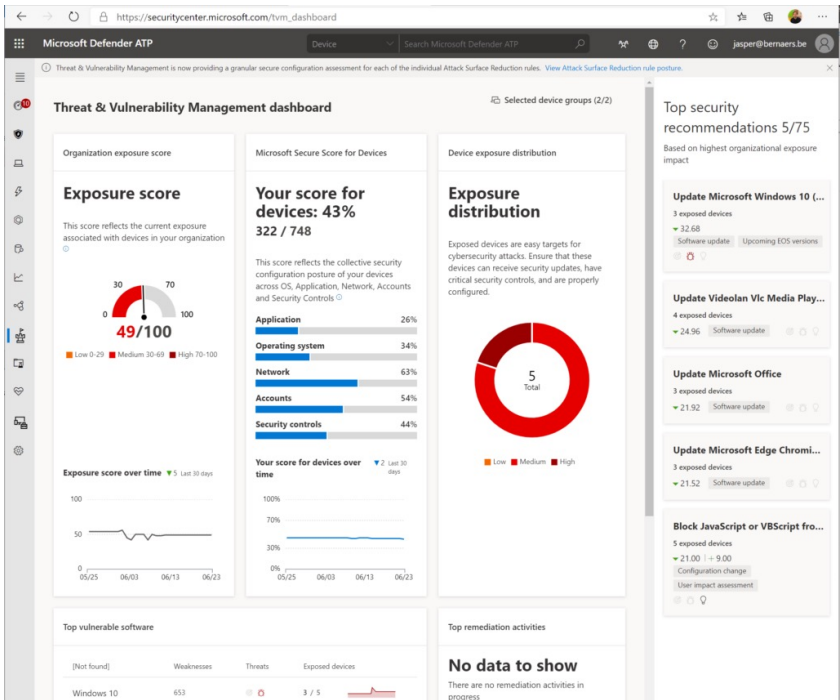 https://securitycenter.microsoft.com/tvm_dashboard
Microsoft Defender ATP
Device
Search Microsoft Defender ATP
jasper@bemaers.be
Threat & Vulnerability Management is now providing a granular secure configuration assessment for each of the individual Attack Surface Reduction rules. View Attack Surface Reduction rule posture.
10
Threat & Vulnerability Management dashboard
Selected device groups (2/2)
Organization exposure score
Exposure score
This score reflects the current exposure
associated with devices in your organization
30
70
0
100
49/100
Low 0-29
Medium 30-69
High 70-100
Exposure score over time
5 Last 30 days
100
50
0
05/25
06/03
06/13
06/23
Microsoft Secure Score for Devices
Your score for
devices: 43%
322 / 748
This score reflects the collective security
configuration posture of your devices
across OS, Application, Network, Accounts
and Security Controls
Application 26%
Operating system 34%
Network 63%
Accounts 54%
Security controls 44%
Your score for devices over
time
2 Last 30
days
100%
70%
30%
0%
05/25
06/03
06/13
06/23
Device exposure distribution
Exposure
distribution
Exposed devices are easy targets for
cybersecurity attacks. Ensure that these
devices can receive security updates, have
critical security controls, and are properly
configured.
5
Total
Low
Medium
High
Top vulnerable software
[Not found]
Weaknesses
Threats
Exposed devices
Windows 10
653
3 / 5
Top remediation activities
No data to show
There are no remediation activities in
progress
Top security
recommendations 5/75
Based on highest organizational exposure
impact
Update Microsoft Windows 10 (...
3 exposed devices
32.68
Software update
Upcoming EOS versions
Update Videolan Vlc Media Play...
4 exposed devices
24.96
Software update
Update Microsoft Office
3 exposed devices
21.92
Software update
Update Microsoft Edge Chromi...
3 exposed devices
21.52
Software update
Block JavaScript or VBScript fro...
5 exposed devices
21.00 | + 9.00
Configuration change
User impact assessment